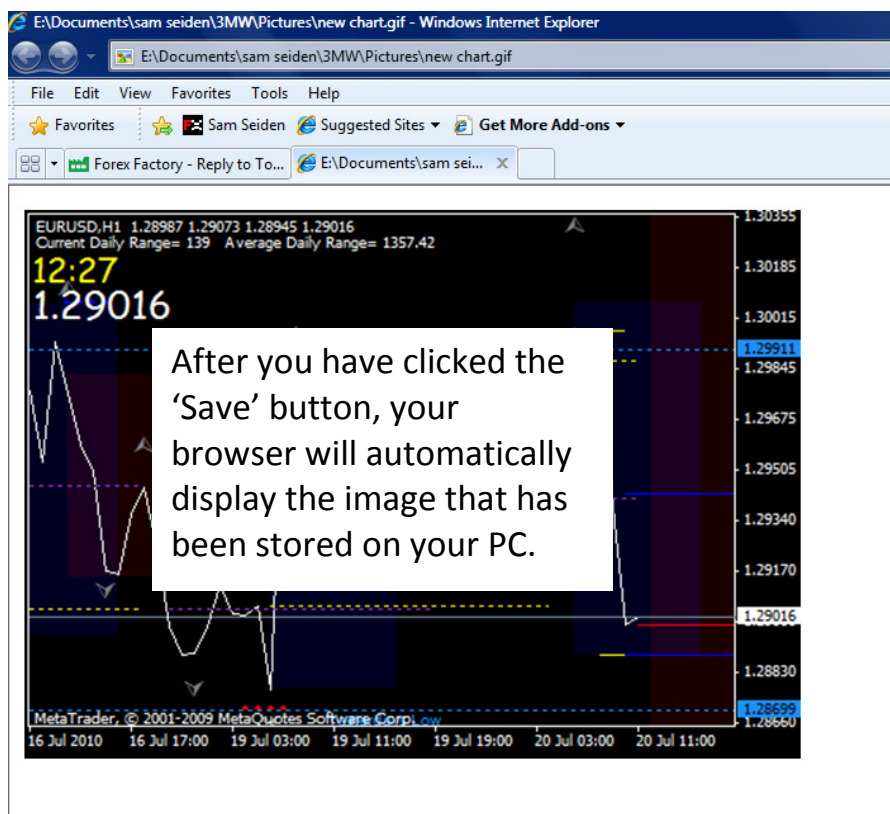 E:\Documents\sam seiden\3MW\Pictures\new chart.gif - Windows Internet Explorer
E:\Documents\sam seiden\3MW\Pictures\new chart.gif
File Edit View Favorites Tools Help
Favorites Sam Seiden Suggested Sites Get More Add-ons
Forex Factory - Reply to To... E:\Documents\sam sei... X
EURUSD,H1 1.28987 1.29073 1.28945 1.29016
Current Daily Range= 139 Average Daily Range= 1357.42
12:27
1.29016
1.30355
1.30185
1.30015
1.29911
1.29845
1.29675
1.29505
1.29340
1.29170
1.29016
1.28830
1.28699
1.28660
After you have clicked the
‘Save’ button, your
browser will automatically
display the image that has
been stored on your PC.
MetaTrader, © 2001-2009 MetaQuotes Software Corp. Low
16 Jul 2010 16 Jul 17:00 19 Jul 03:00 19 Jul 11:00 19 Jul 19:00 20 Jul 03:00 20 Jul 11:00